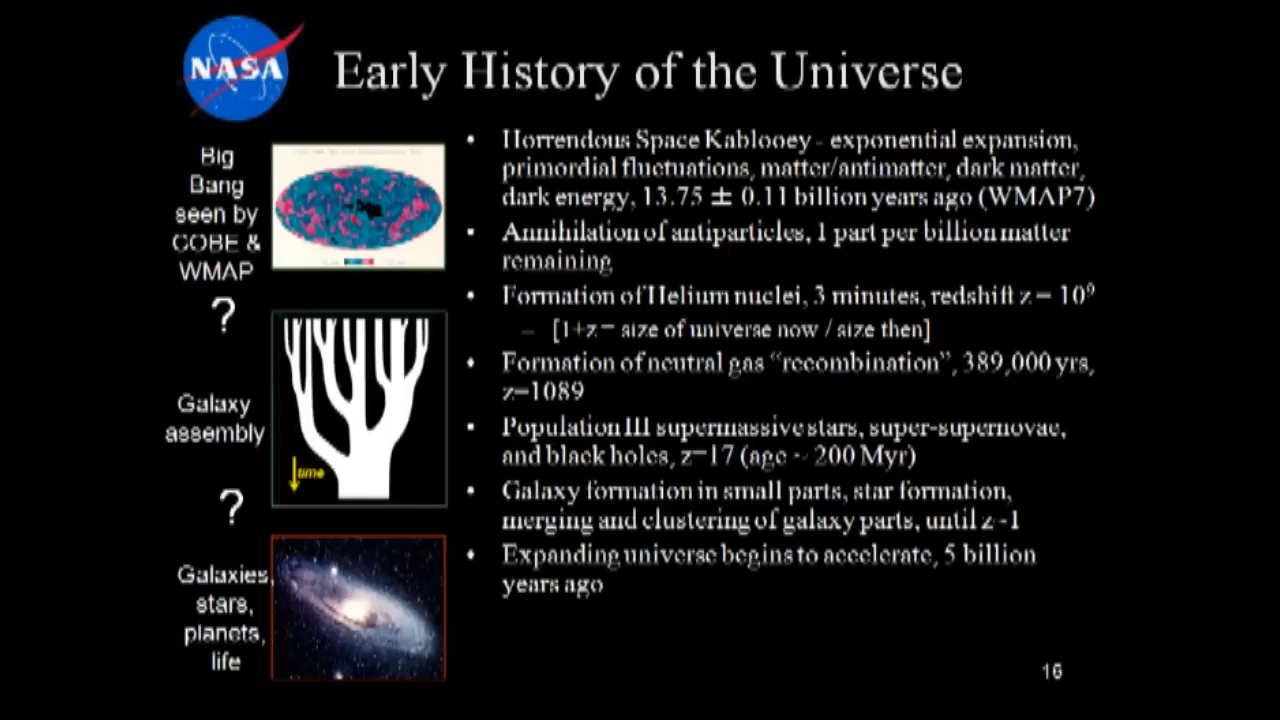 NASA
Early History of the Universe
Big
Bang
seen by
COBE &
WMAP
?
Galaxy
assembly
time
?
Galaxies,
stars,
planets,
life
• Horrendous Space Kablooey - exponential expansion,
primordial fluctuations, matter/antimatter, dark matter,
dark energy, 13.75 ± 0.11 billion years ago (WMAP7)
• Annihilation of antiparticles, 1 part per billion matter
remaining
• Formation of Helium nuclei, 3 minutes, redshift z = 10⁹
– [1+z = size of universe now / size then]
• Formation of neutral gas “recombination”, 389,000 yrs,
z=1089
• Population III supermassive stars, super-supernovae,
and black holes, z=17 (age ~ 200 Myr)
• Galaxy formation in small parts, star formation,
merging and clustering of galaxy parts, until z~1
• Expanding universe begins to accelerate, 5 billion
years ago
16